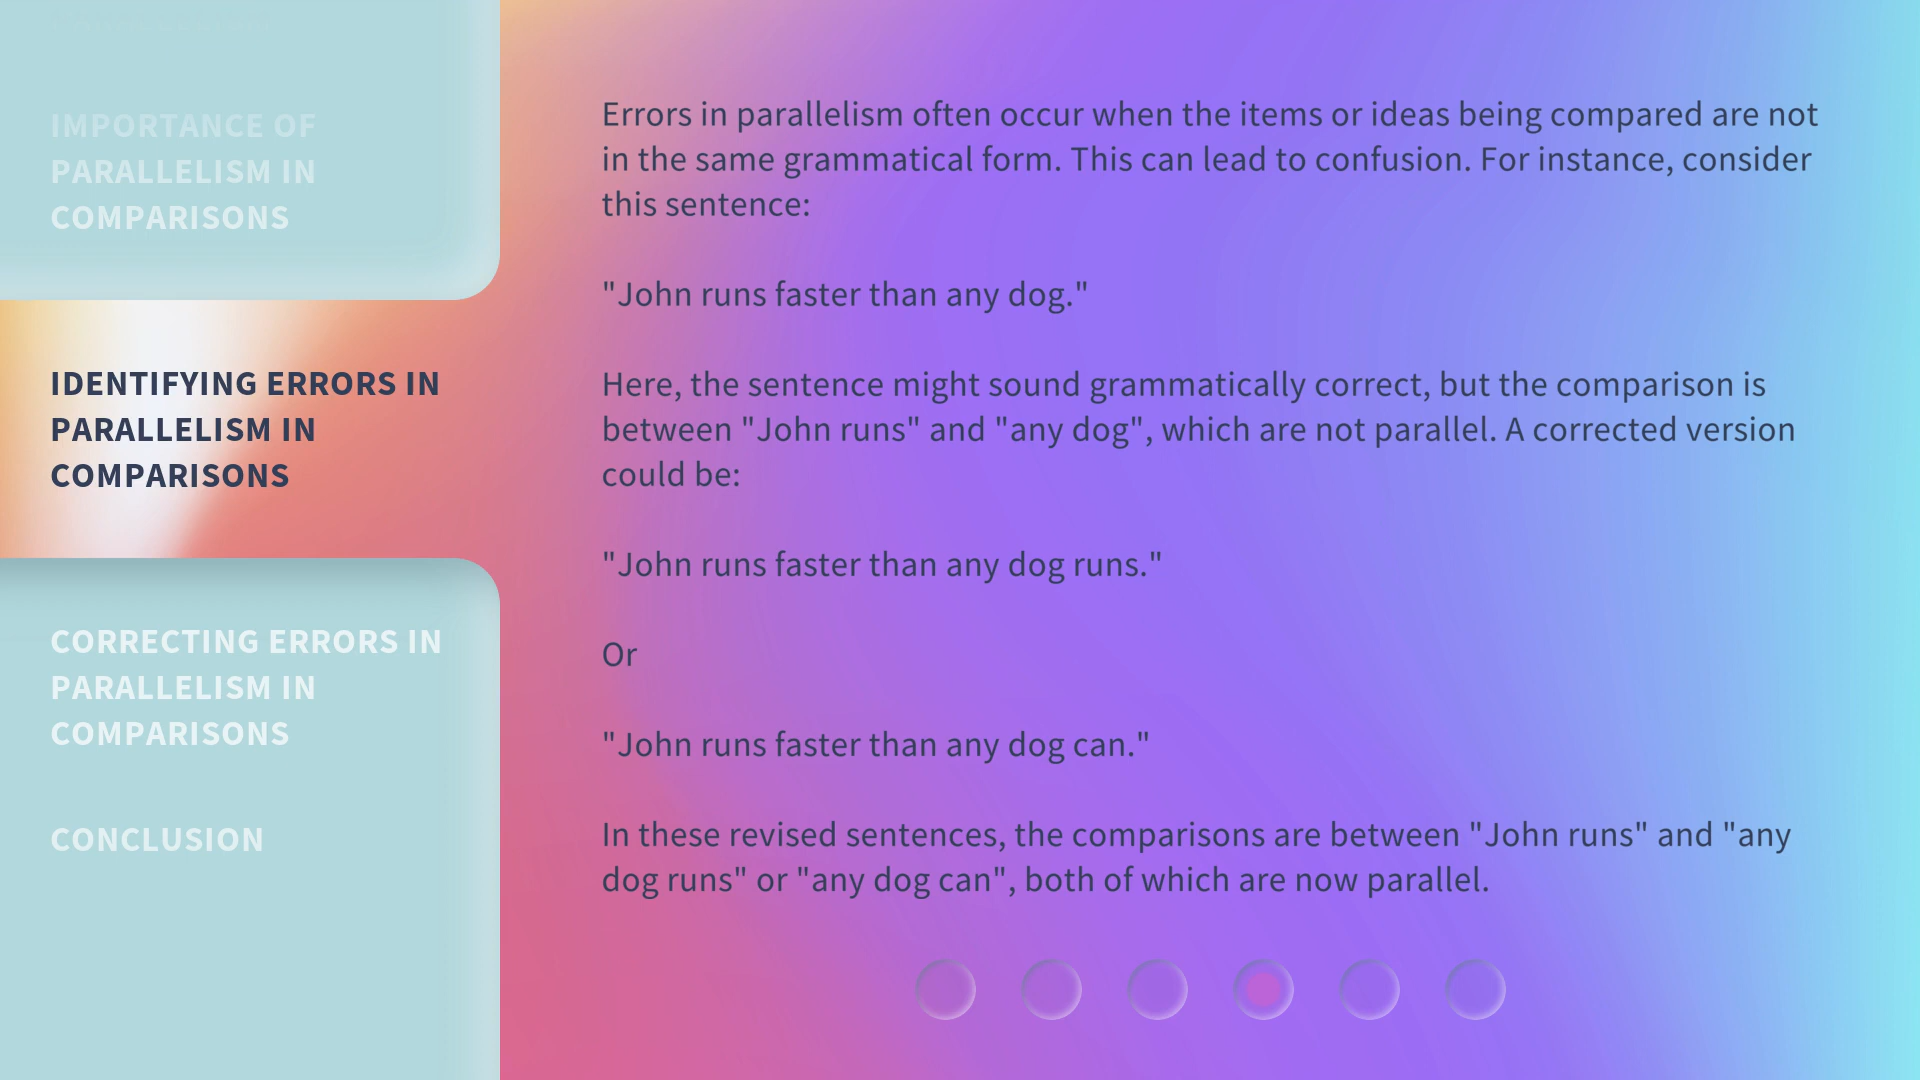 IMPORTANCE OF
PARALLELISM IN
COMPARISONS
IDENTIFYING ERRORS IN
PARALLELISM IN
COMPARISONS
CORRECTING ERRORS IN
PARALLELISM IN
COMPARISONS
CONCLUSION
Errors in parallelism often occur when the items or ideas being compared are not
in the same grammatical form. This can lead to confusion. For instance, consider
this sentence:
"John runs faster than any dog."
Here, the sentence might sound grammatically correct, but the comparison is
between "John runs" and "any dog", which are not parallel. A corrected version
could be:
"John runs faster than any dog runs."
Or
"John runs faster than any dog can."
In these revised sentences, the comparisons are between "John runs" and "any
dog runs" or "any dog can", both of which are now parallel.